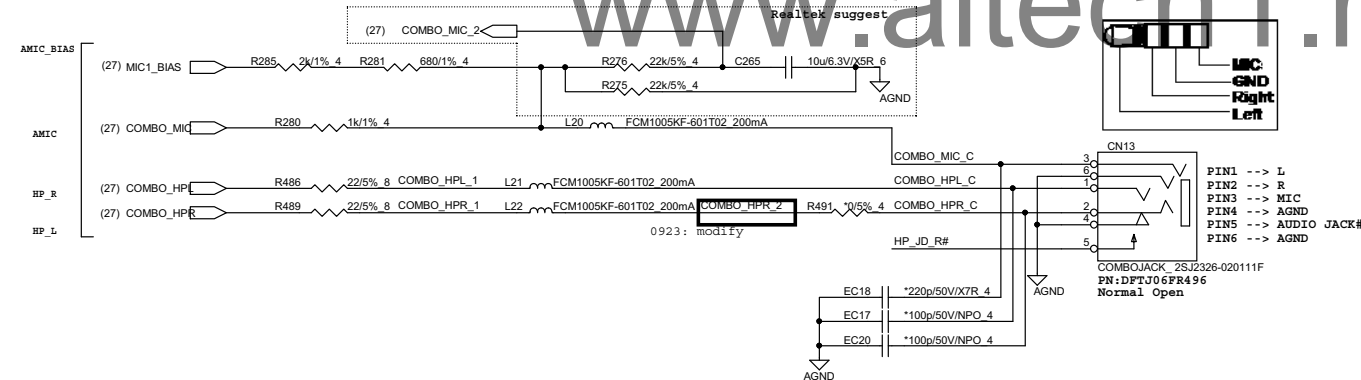 www.aitech1.r
Realtek suggest
(27) COMBO_MIC_2
AMIC_BIAS
(27) MIC1_BIAS
R285 2k/1%_4
R281 680/1%_4
R276 22k/5%_4
C265 10u/6.3V/X5R_6
R275 22k/5%_4
AGND
MIC
GND
Right
Left
AMIC
(27) COMBO_MIC
R280 1k/1%_4
L20 FCM1005KF-601T02_200mA
CN13
COMBO_MIC_C
3
6
HP_R
(27) COMBO_HPL
R486 22/5%_8 COMBO_HPL_1
L21 FCM1005KF-601T02_200mA
COMBO_HPL_C
1
(27) COMBO_HPR
R489 22/5%_8 COMBO_HPR_1
L22 FCM1005KF-601T02_200mA
COMBO_HPR_2
R491 *0/5%_4 COMBO_HPR_C
2
4
HP_L
0923: modify
HP_JD_R#
5
PIN1 --> L
PIN2 --> R
PIN3 --> MIC
PIN4 --> AGND
PIN5 --> AUDIO JACK#
PIN6 --> AGND
COMBOJACK_2SJ2326-020111F
PN:DFTJ06FR496
Normal Open
AGND
EC18 *220p/50V/X7R_4
EC17 *100p/50V/NPO_4
EC20 *100p/50V/NPO_4
AGND